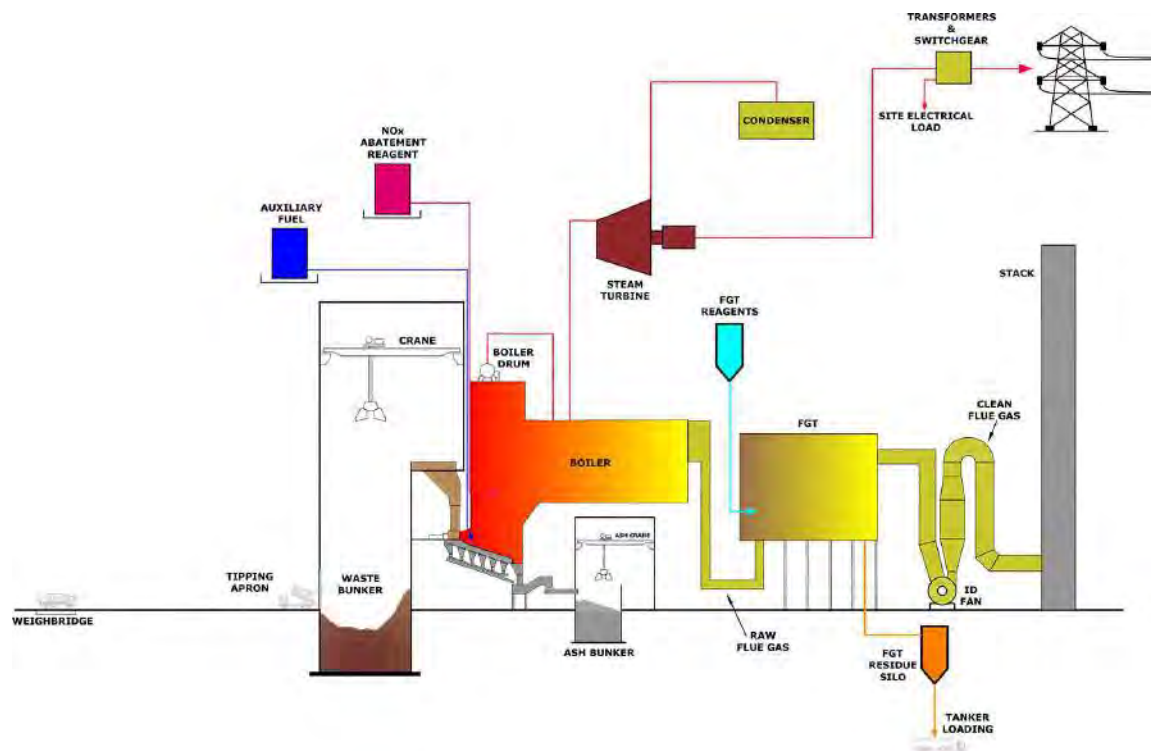 TRANSFORMERS
&
SWITCHGEAR
CONDENSER
SITE ELECTRICAL
LOAD
NOx
ABATEMENT
REAGENT
AUXILIARY
FUEL
STEAM
TURBINE
STACK
FGT
REAGENTS
CRANE
BOILER
DRUM
CLEAN
FLUE GAS
FGT
BOILER
ASH CRANE
TIPPING
APRON
WASTE
BUNKER
ID
FAN
WEIGHBRIDGE
RAW
FLUE GAS
ASH BUNKER
FGT
RESIDUE
SILO
TANKER
LOADING